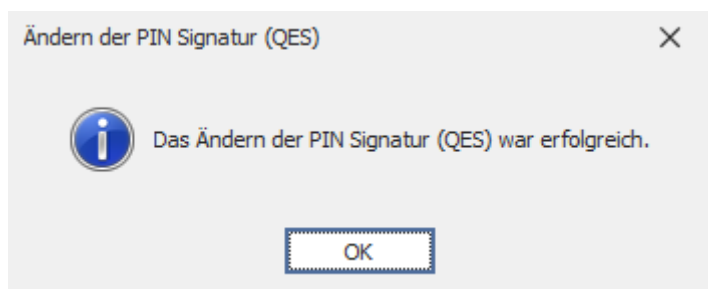 Ändern der PIN Signatur (QES)
Das Ändern der PIN Signatur (QES) war erfolgreich.
OK